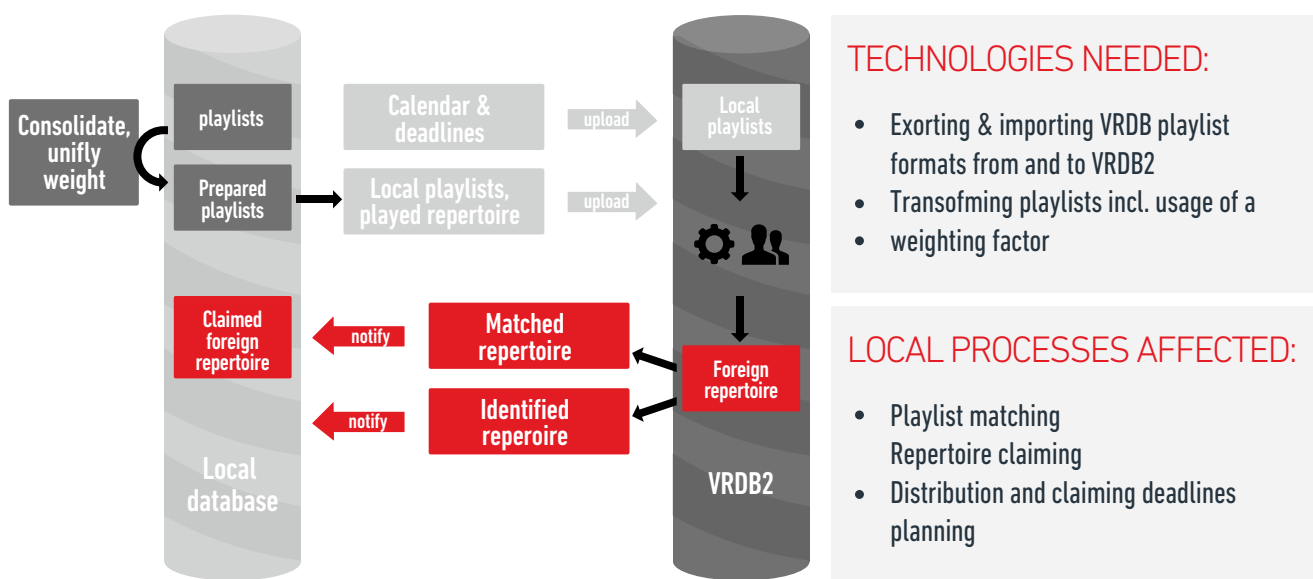 Consolidate,
unifly
weight
playlists
Prepared
playlists
Calendar &
deadlines
upload
Local playlists,
played repertoire
upload
Local
playlists
Claimed
foreign
repertoire
notify
Matched
repertoire
notify
Identified
reperoire
Foreign
repertoire
Local
database
VRDB2
TECHNOLOGIES NEEDED:
• Exorting & importing VRDB playlist
formats from and to VRDB2
• Transofming playlists incl. usage of a
• weighting factor
LOCAL PROCESSES AFFECTED:
• Playlist matching
Repertoire claiming
• Distribution and claiming deadlines
planning